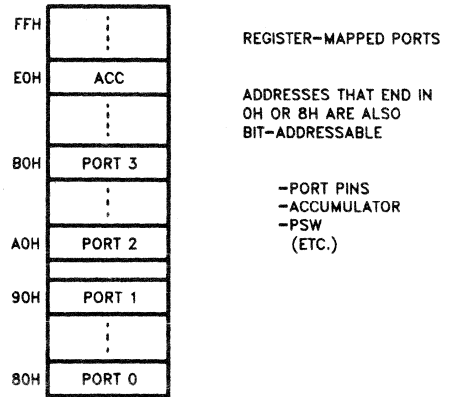 FFH
REGISTER-MAPPED PORTS
E0H ACC
ADDRESSES THAT END IN
0H OR 8H ARE ALSO
BIT-ADDRESSABLE
B0H PORT 3
-PORT PINS
-ACCUMULATOR
-PSW
(ETC.)
A0H PORT 2
90H PORT 1
80H PORT 0